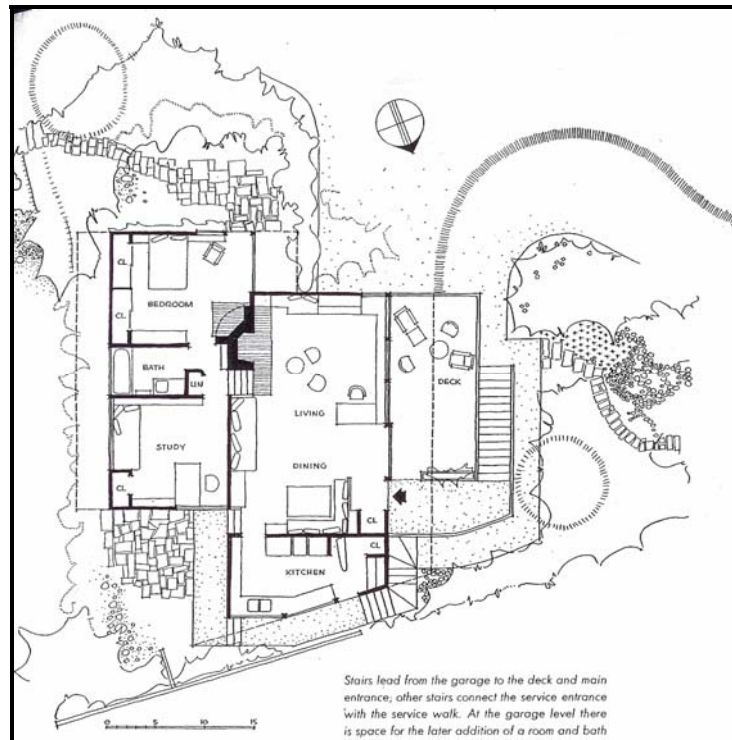 CL
BEDROOM
CL
BATH
LIN
DECK
LIVING
STUDY
DINING
CL
CL
CL
KITCHEN
Stairs lead from the garage to the deck and main
entrance; other stairs connect the service entrance
with the service walk. At the garage level there
is space for the later addition of a room and bath
0 5 10 15